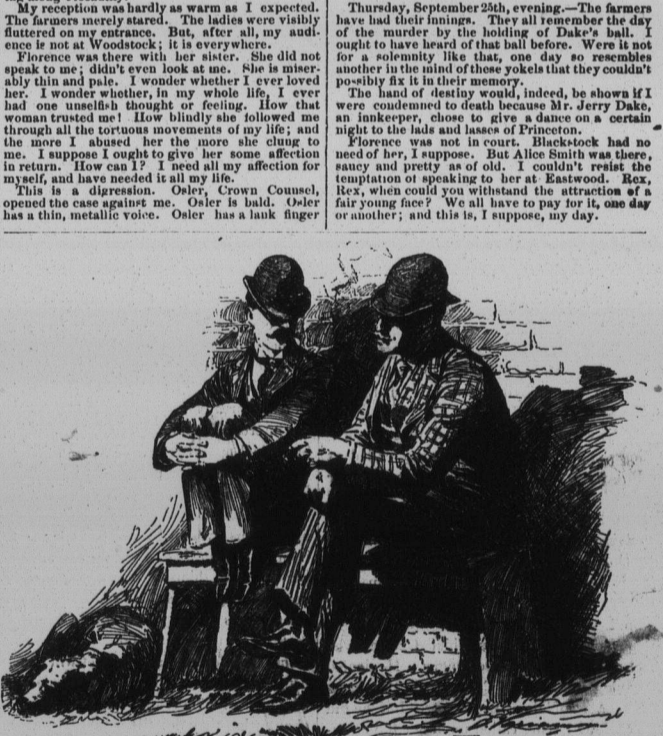 My reception was hardly as warm as I expected.
The farmers merely stared. The ladies were visibly
fluttered on my entrance. But, after all, my audi-
ence is not at Woodstock; it is everywhere.
Florence was there with her sister. She did not
speak to me; didn't even look at me. She is miser-
ably thin and pale. I wonder whether I ever loved
her. I wonder whether, in my whole life, I ever
had one unselfish thought or feeling. How that
woman trusted me! How blindly she followed me
through all the tortuous movements of my life; and
the more I abused her the more she clung to
me. I suppose I ought to give her some affection
in return. How can I? I need all my affection for
myself, and have needed it all my life.
This is a digression. Osler, Crown Counsel,
opened the case against me. Osler is bald. Osler
has a thin, metallic voice. Osler has a lank finger
Thursday, September 25th, evening.—The farmers
have had their innings. They all remember the day
of the murder by the holding of Dake's ball. I
ought to have heard of that ball before. Were it not
for a solemnity like that, one day so resembles
another in the mind of these yokels that they couldn't
possibly fix it in their memory.
The hand of destiny would, indeed, be shown if I
were condemned to death because Mr. Jerry Dake,
an innkeeper, chose to give a dance on a certain
night to the lads and lasses of Princeton.
Florence was not in court. Blackstock had no
need of her, I suppose. But Alice Smith was there,
saucy and pretty as of old. I couldn't resist the
temptation of speaking to her at Eastwood. Rex,
Rex, when could you withstand the attraction of a
fair young face? We all have to pay for it, one day
or another; and this is, I suppose, my day.